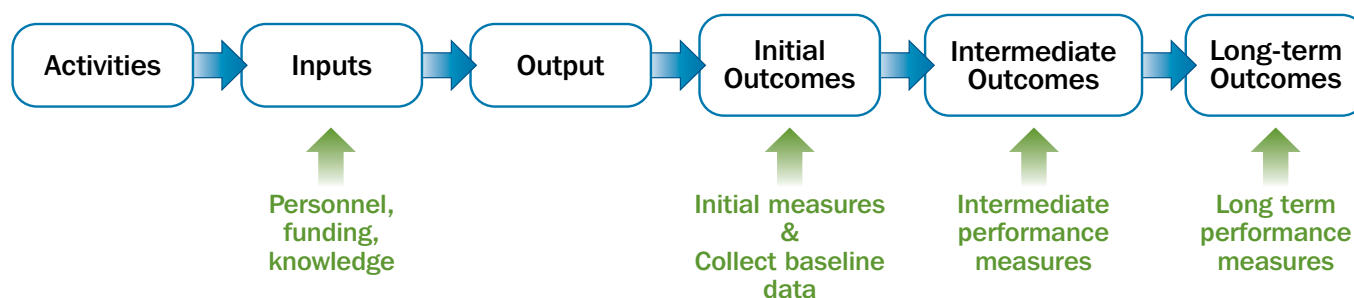 Activities
Inputs
Output
Initial
Outcomes
Intermediate
Outcomes
Long-term
Outcomes
Personnel,
funding,
knowledge
Initial measures
&
Collect baseline
data
Intermediate
performance
measures
Long term
performance
measures